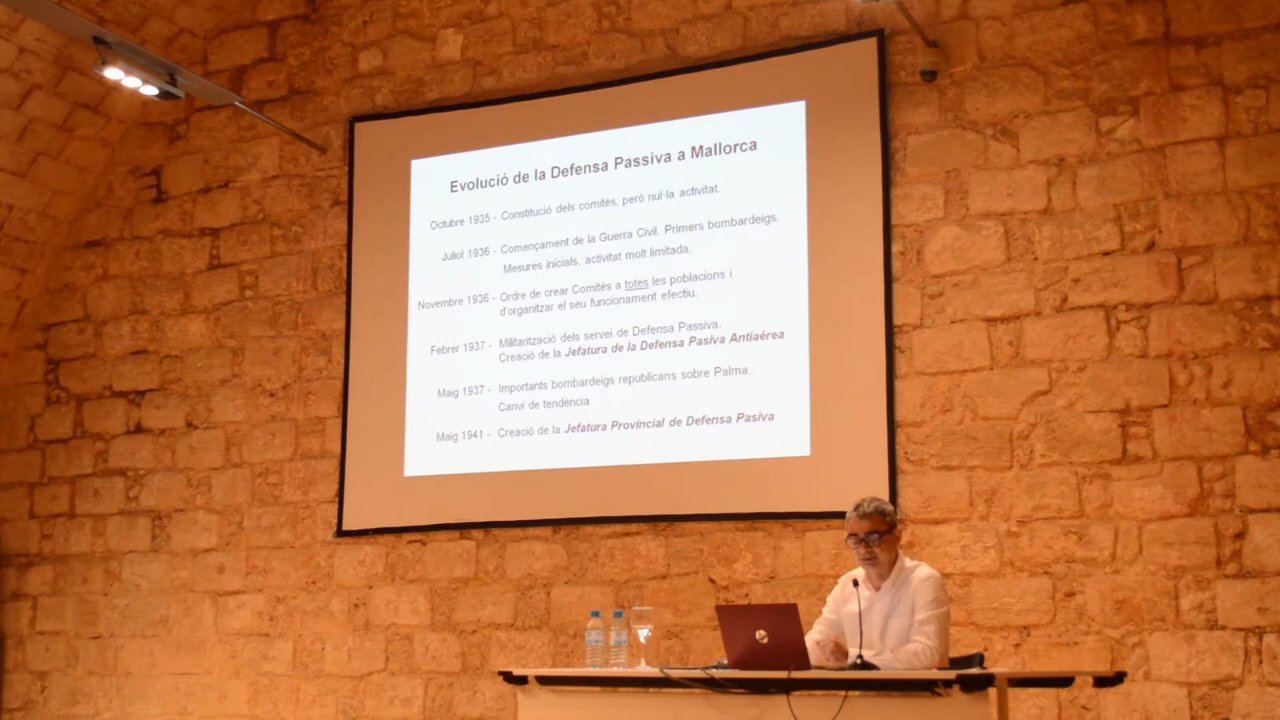 Evolució de la Defensa Passiva a Mallorca
Octubre 1935 - Constitució dels comités, però nul·la activitat.
Juliol 1936 - Començament de la Guerra Civil. Primers bombardeigs.
Mesures inicials, activitat molt limitada.
Novembre 1936 - Ordre de crear Comités a totes les poblacions i
d'organitzar el seu funcionament efectiu.
Febrer 1937 - Militarització dels servei de Defensa Passiva.
Creació de la Jefatura de la Defensa Pasiva Antiaérea
Maig 1937 - Importants bombardeigs republicans sobre Palma.
Canvi de tendència
Maig 1941 - Creació de la Jefatura Provincial de Defensa Pasiva